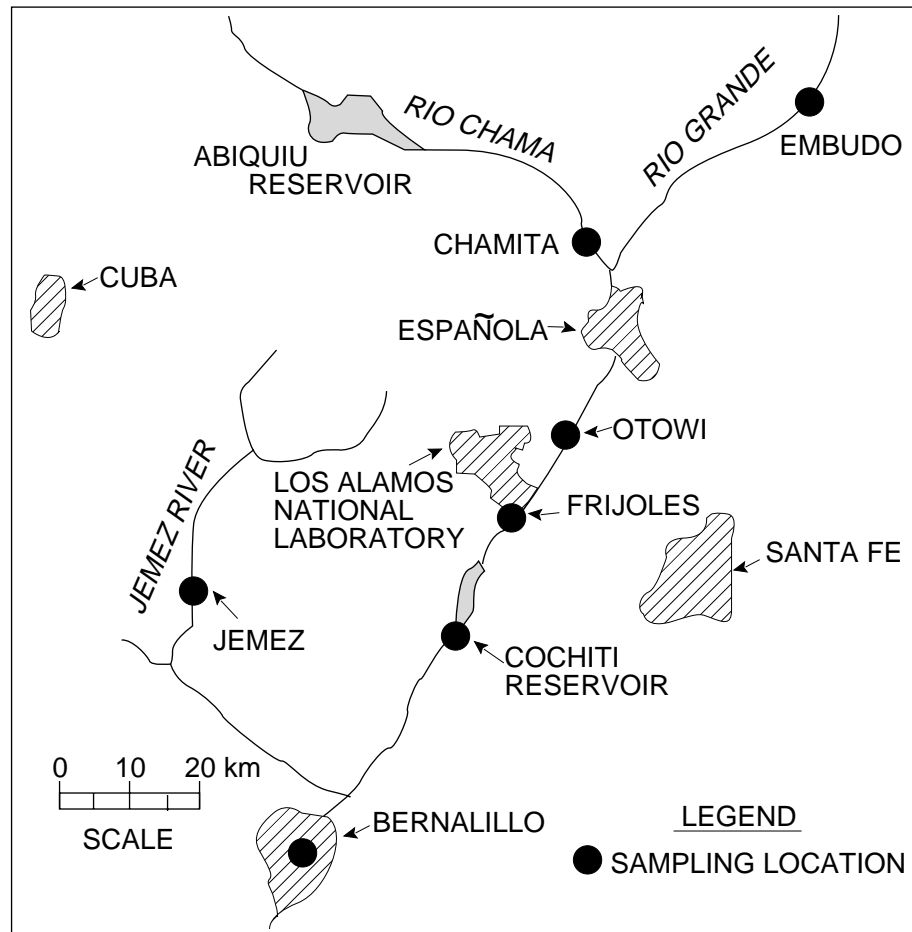 RIO CHAMA
RIO GRANDE
EMBUDO
ABIQUIU
RESERVOIR
CHAMITA
CUBA
ESPAÑOLA
OTOWI
LOS ALAMOS
NATIONAL
LABORATORY
FRIJOLES
JEMEZ RIVER
SANTA FE
JEMEZ
COCHITI
RESERVOIR
0 10 20 km
SCALE
BERNALILLO
LEGEND
SAMPLING LOCATION